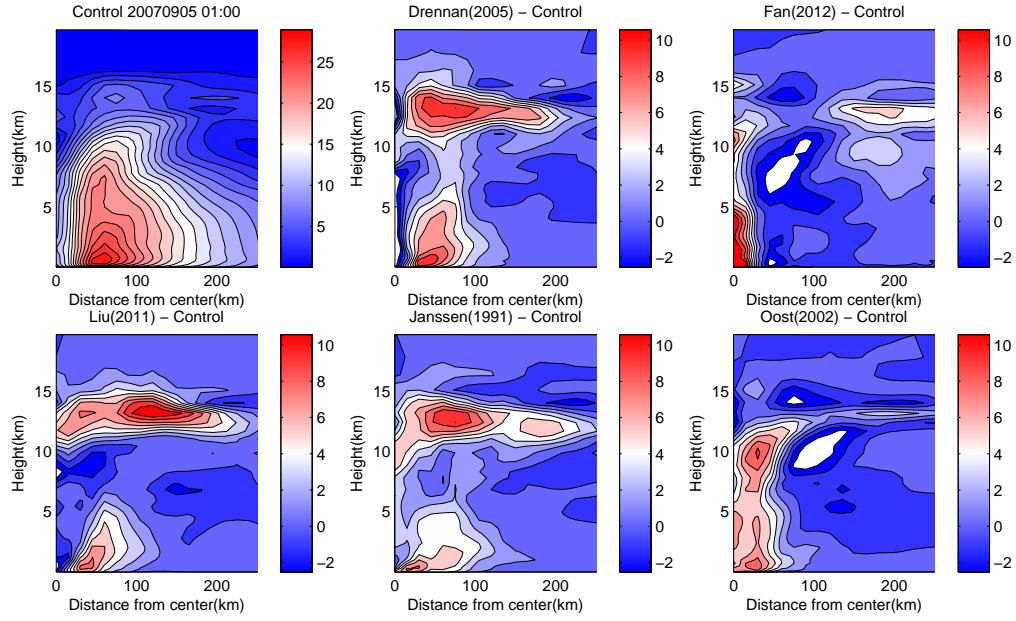 Control 20070905 01:00
Height(km)
15
10
5
0 100 200
Distance from center(km)
25
20
15
10
5
Drennan(2005) − Control
Height(km)
15
10
5
0 100 200
Distance from center(km)
10
8
6
4
2
0
−2
Fan(2012) − Control
Height(km)
15
10
5
0 100 200
Distance from center(km)
10
8
6
4
2
0
−2
Liu(2011) − Control
Height(km)
15
10
5
0 100 200
Distance from center(km)
10
8
6
4
2
0
−2
Janssen(1991) − Control
Height(km)
15
10
5
0 100 200
Distance from center(km)
10
8
6
4
2
0
−2
Oost(2002) − Control
Height(km)
15
10
5
0 100 200
Distance from center(km)
10
8
6
4
2
0
−2